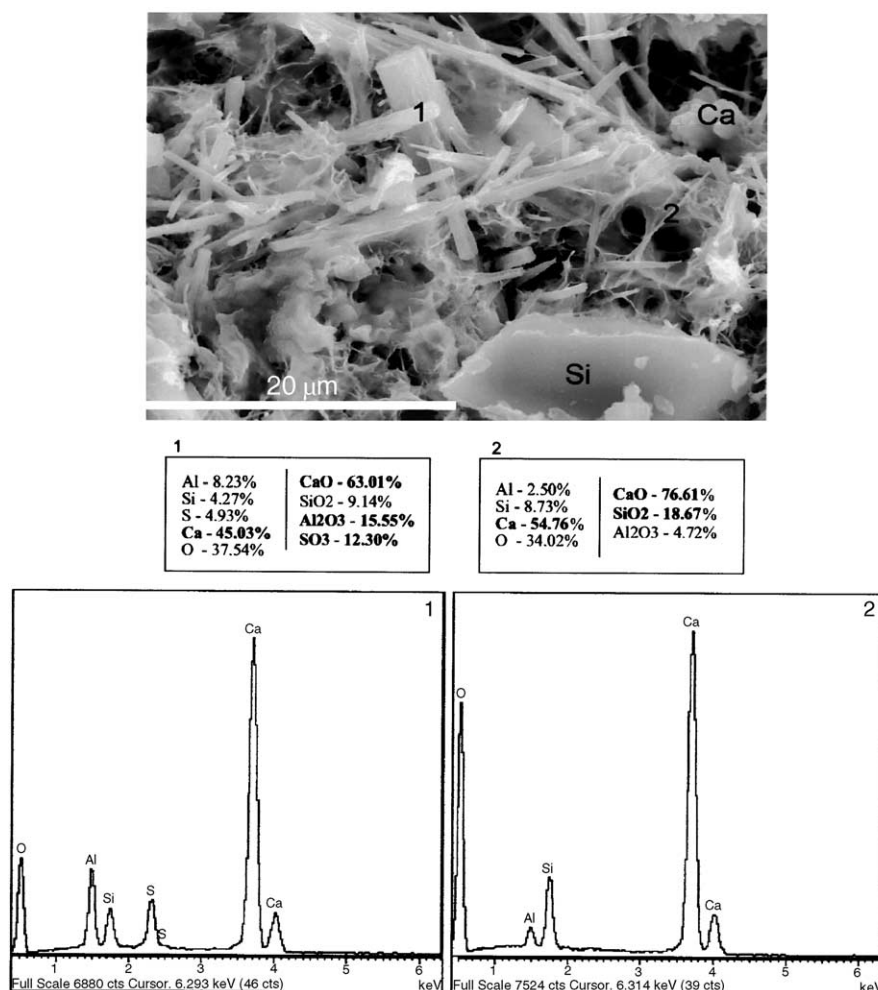 1
Ca
2
Si
20 μm
1
Al - 8.23%
Si - 4.27%
S - 4.93%
Ca - 45.03%
O - 37.54%
CaO - 63.01%
SiO2 - 9.14%
Al2O3 - 15.55%
SO3 - 12.30%
2
Al - 2.50%
Si - 8.73%
Ca - 54.76%
O - 34.02%
CaO - 76.61%
SiO2 - 18.67%
Al2O3 - 4.72%
1
Ca
O
Al
Si
S
S
Ca
1 2 3 4 5 6
Full Scale 6880 cts Cursor. 6.293 keV (46 cts) keV
2
Ca
O
Si
Al
Ca
1 2 3 4 5 6
Full Scale 7524 cts Cursor. 6.314 keV (39 cts) keV